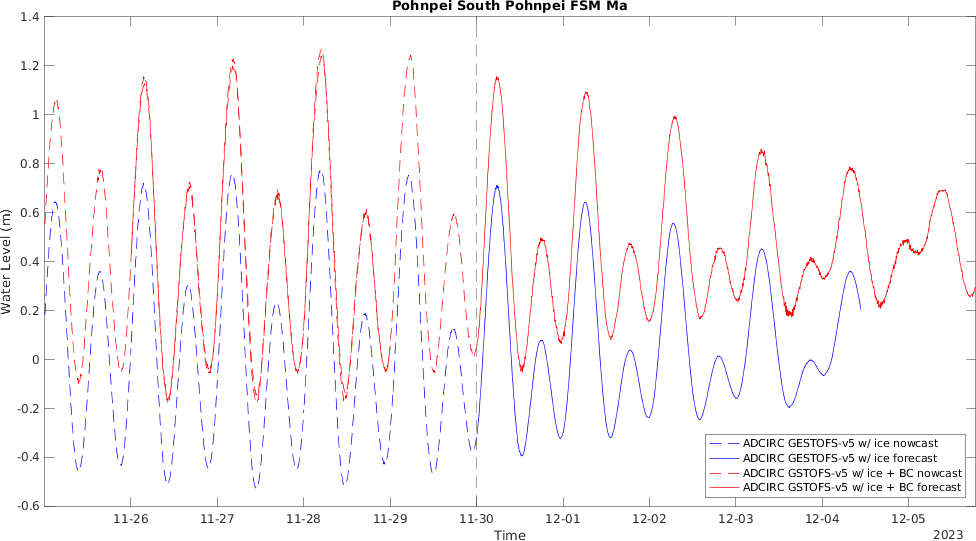 Pohnpei South Pohnpei FSM Ma
1.4
1.2
1
0.8
0.6
0.4
0.2
0
-0.2
-0.4
-0.6
Water Level (m)
11-26 11-27 11-28 11-29 11-30 12-01 12-02 12-03 12-04 12-05
Time
2023
ADCIRC GESTOFS-v5 w/ ice nowcast
ADCIRC GESTOFS-v5 w/ ice forecast
ADCIRC GSTOFS-v5 w/ ice + BC nowcast
ADCIRC GSTOFS-v5 w/ ice + BC forecast